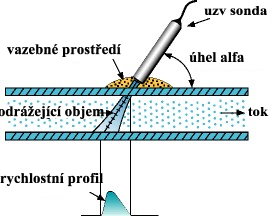 uzv sonda
vazebné prostředí
úhel alfa
odrážející objem
tok
rychlostní profil